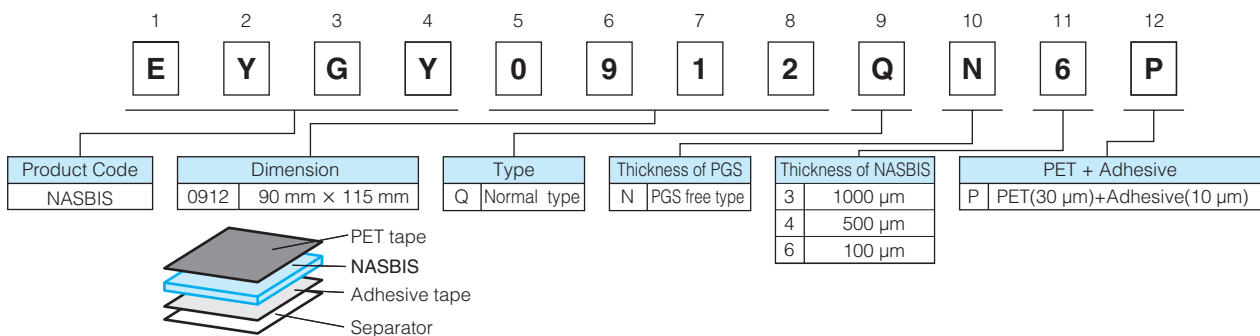 1 2 3 4 5 6 7 8 9 10 11 12
E Y G Y 0 9 1 2 Q N 6 P
Product Code
NASBIS
Dimension
0912 90 mm × 115 mm
Type
Q Normal type
Thickness of PGS
N PGS free type
Thickness of NASBIS
3 1000 µm
4 500 µm
6 100 µm
PET + Adhesive
P PET(30 µm)+Adhesive(10 µm)
PET tape
NASBIS
Adhesive tape
Separator